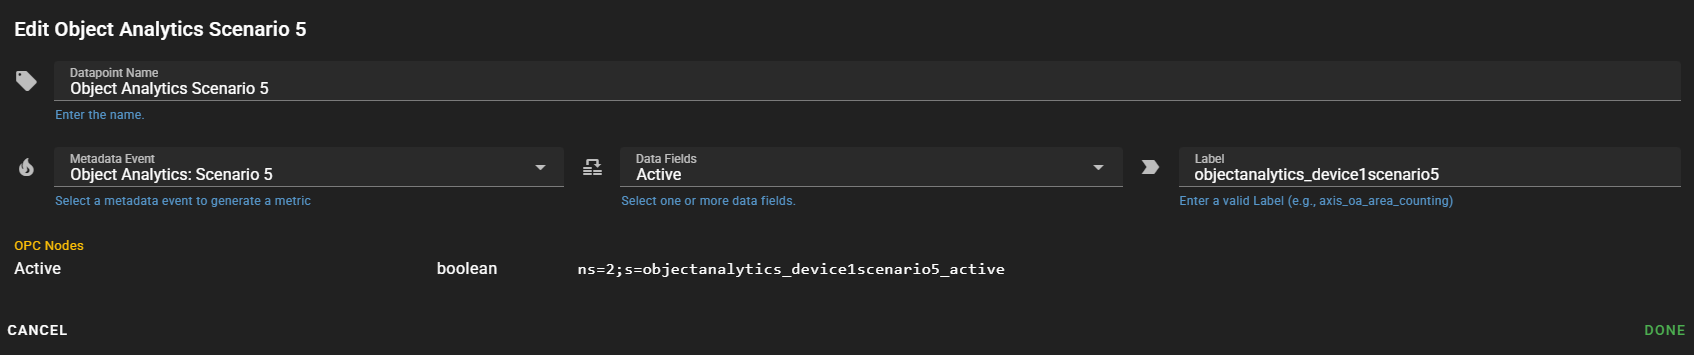 Edit Object Analytics Scenario 5
Datapoint Name
Object Analytics Scenario 5
Enter the name.
Metadata Event
Object Analytics: Scenario 5
Select a metadata event to generate a metric
Data Fields
Active
Select one or more data fields.
Label
objectanalytics_device1scenario5
Enter a valid Label (e.g., axis_oa_area_counting)
OPC Nodes
Active boolean ns=2;s=objectanalytics_device1scenario5_active
CANCEL DONE